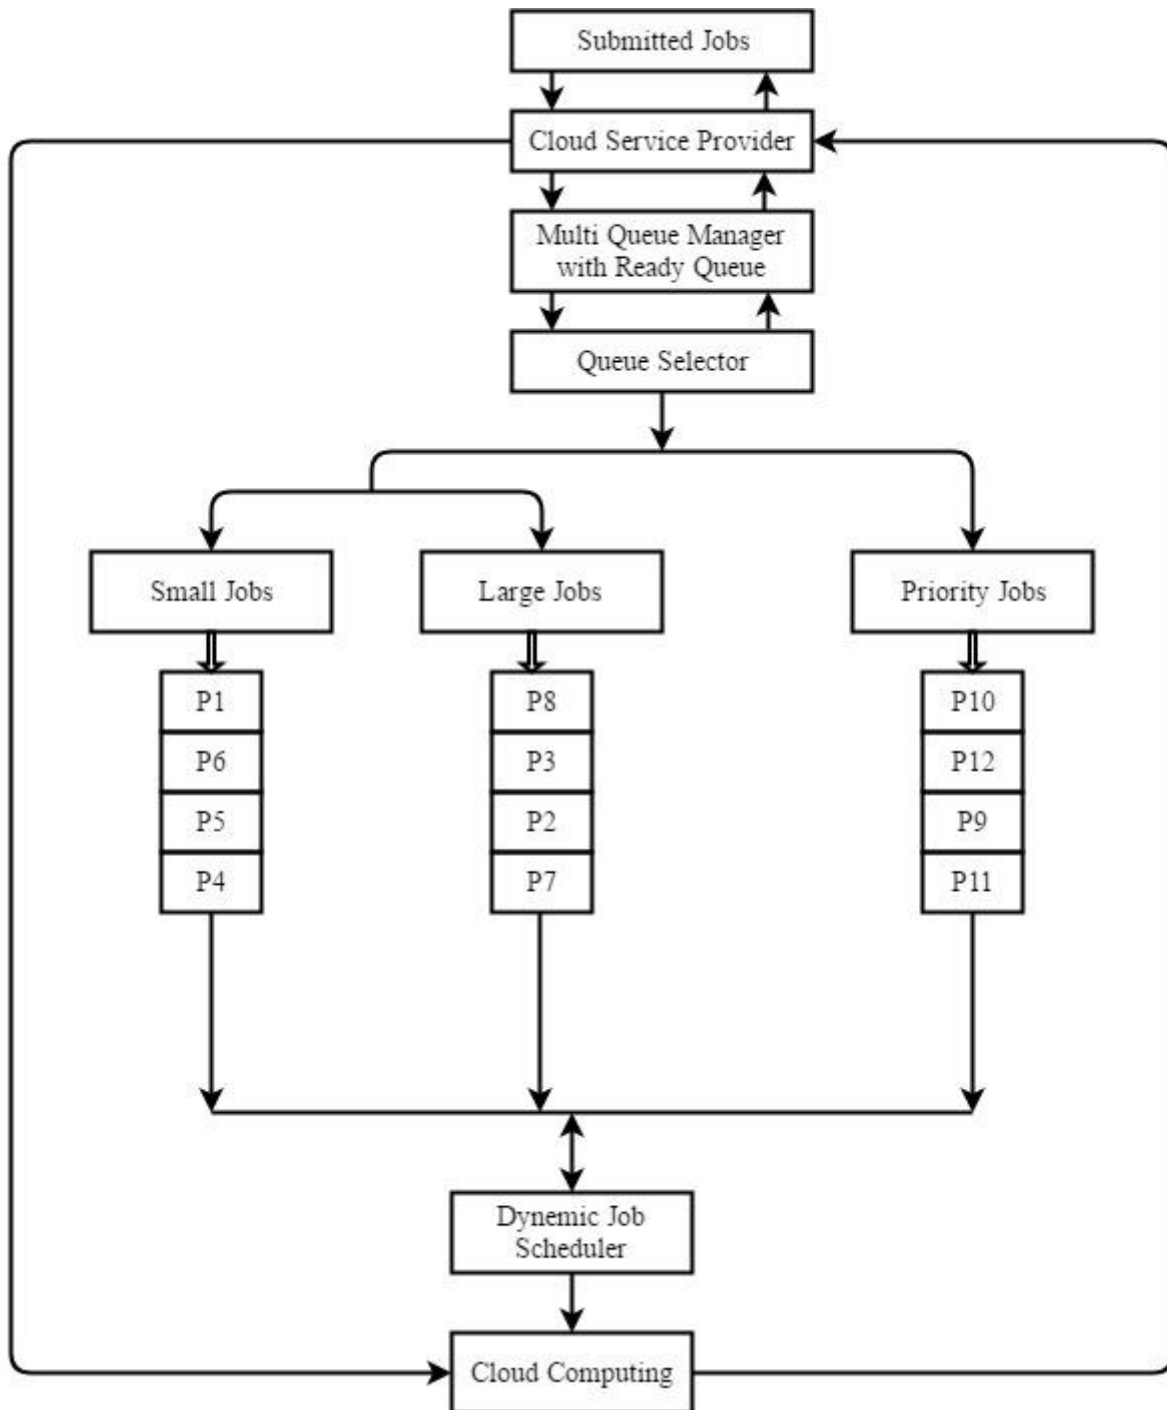 Submitted Jobs
Cloud Service Provider
Multi Queue Manager
with Ready Queue
Queue Selector
Small Jobs
Large Jobs
Priority Jobs
P1
P6
P5
P4
P8
P3
P2
P7
P10
P12
P9
P11
Dynemic Job
Scheduler
Cloud Computing